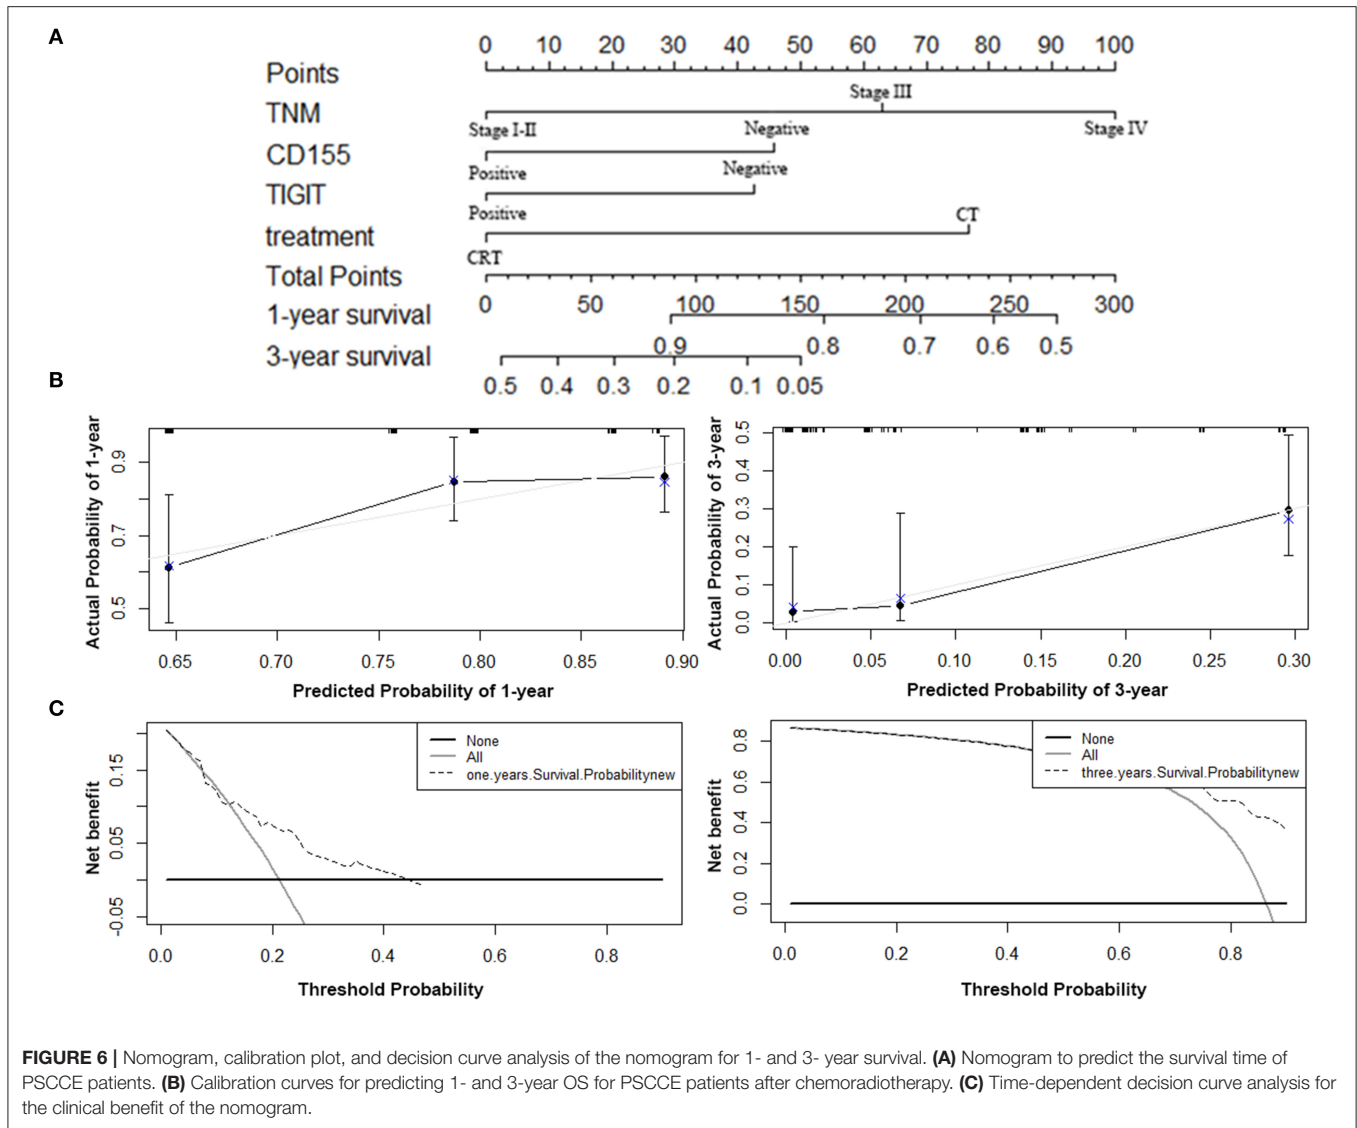 A
0 10 20 30 40 50 60 70 80 90 100
Points
Stage III
TNM
Stage I-II Negative Stage IV
CD155
Positive Negative
TIGIT
Positive CT
treatment
CRT
Total Points
0 50 100 150 200 250 300
1-year survival
0.9 0.8 0.7 0.6 0.5
3-year survival
0.5 0.4 0.3 0.2 0.1 0.05
B
Actual Probability of 1-year
0.9
0.7
0.5
0.65 0.70 0.75 0.80 0.85 0.90
Predicted Probability of 1-year
Actual Probability of 3-year
0.5
0.4
0.3
0.2
0.1
0.0
0.00 0.05 0.10 0.15 0.20 0.25 0.30
Predicted Probability of 3-year
C
Net benefit
0.15
0.05
-0.05
None
All
one.years.Survival.Probabilitynew
0.0 0.2 0.4 0.6 0.8
Threshold Probability
Net benefit
0.8
0.6
0.4
0.2
0.0
None
All
three.years.Survival.Probabilitynew
0.0 0.2 0.4 0.6 0.8
Threshold Probability
FIGURE 6 | Nomogram, calibration plot, and decision curve analysis of the nomogram for 1- and 3- year survival. (A) Nomogram to predict the survival time of
PSCCE patients. (B) Calibration curves for predicting 1- and 3-year OS for PSCCE patients after chemoradiotherapy. (C) Time-dependent decision curve analysis for
the clinical benefit of the nomogram.